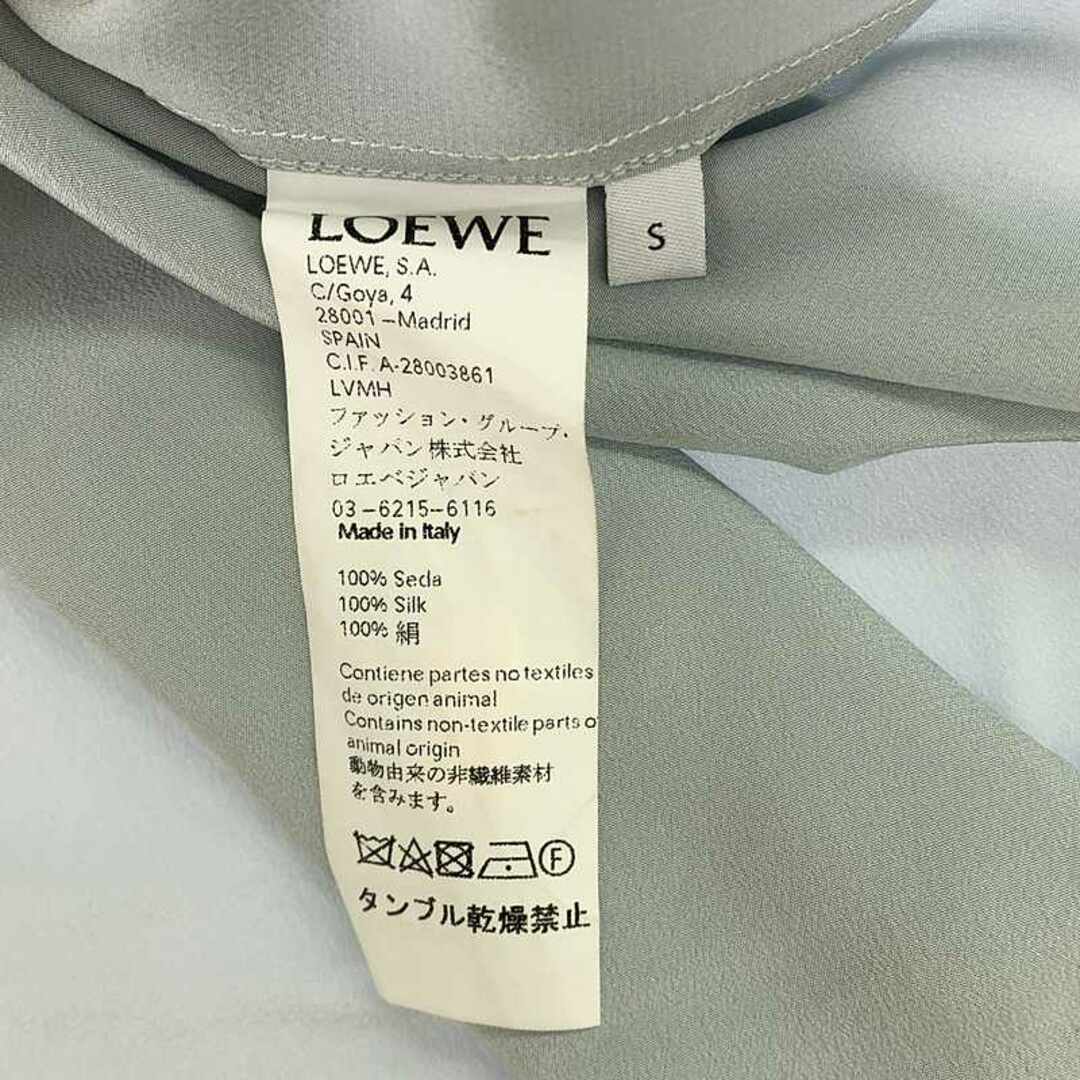 LOEWE
S
LOEWE, S.A.
C/Goya, 4
28001 – Madrid
SPAIN
C.I.F. A-28003861
LVMH
ファッション・グループ・
ジャパン株式会社
ロエベジャパン
03-6215-6116
Made in Italy
100% Seda
100% Silk
100% 絹
Contiene partes no textiles
de origen animal
Contains non-textile parts o
animal origin
動物由来の非繊維素材
を含みます。
F
タンブル乾燥禁止